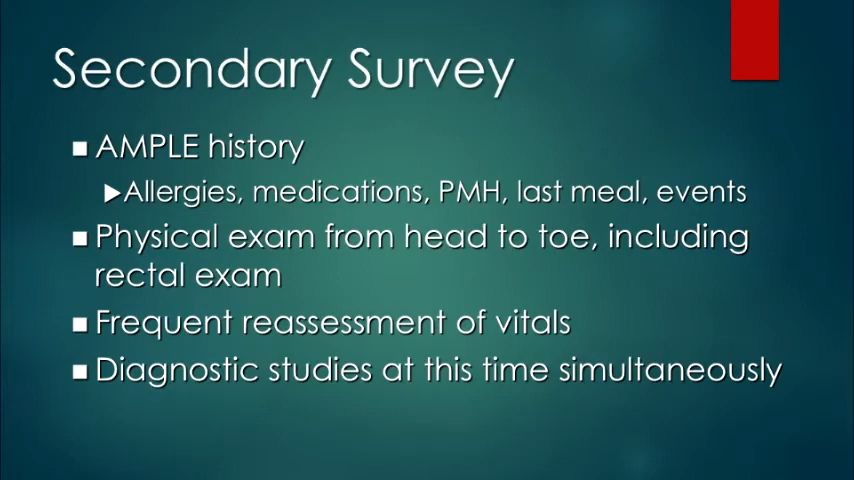 Secondary Survey
■ AMPLE history
▶Allergies, medications, PMH, last meal, events
■ Physical exam from head to toe, including
rectal exam
■ Frequent reassessment of vitals
■ Diagnostic studies at this time simultaneously